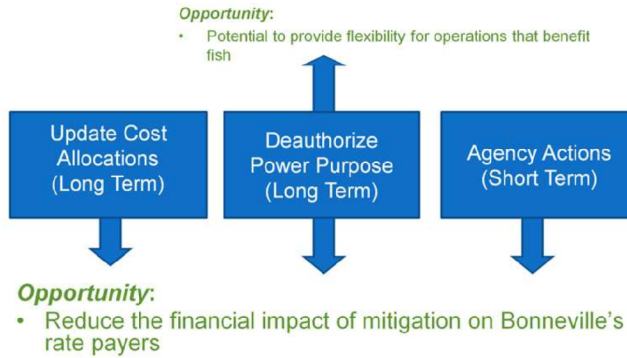 Opportunity:
• Potential to provide flexibility for operations that benefit
fish
Update Cost
Allocations
(Long Term)
Deauthorize
Power Purpose
(Long Term)
Agency Actions
(Short Term)
Opportunity:
• Reduce the financial impact of mitigation on Bonneville's
rate payers